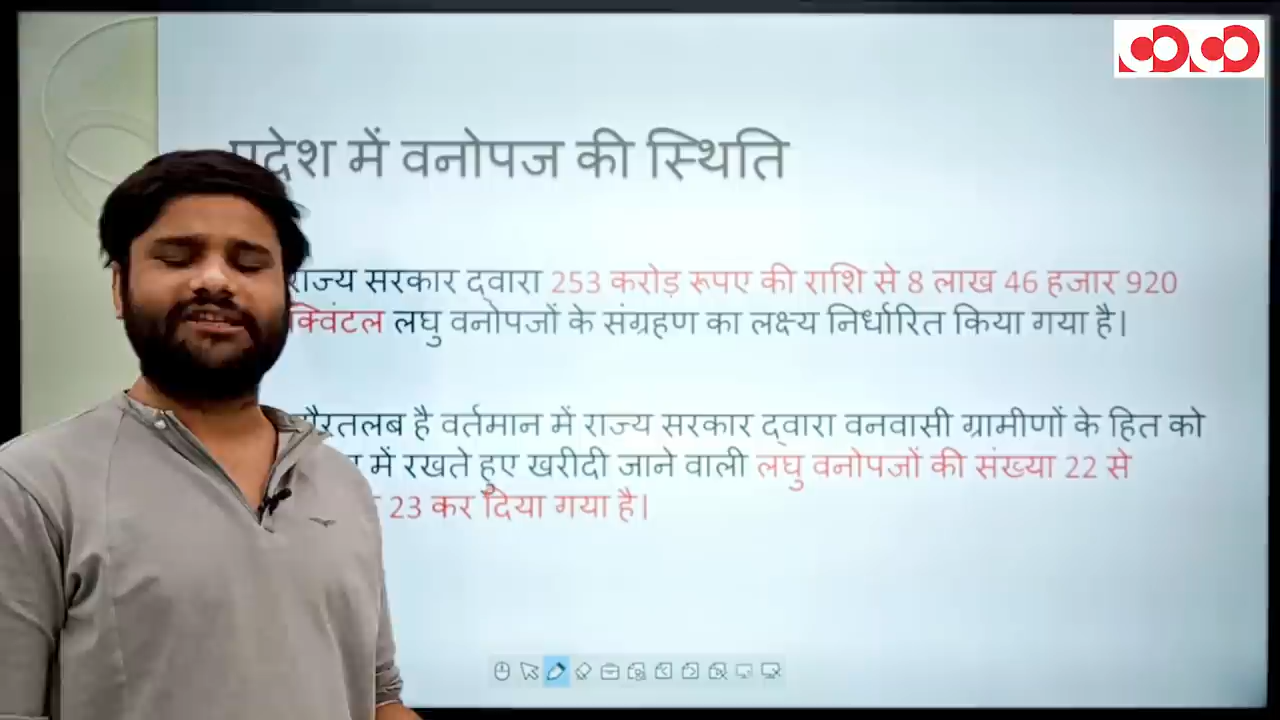 प्रदेश में वनोपज की स्थिति
राज्य सरकार द्वारा 253 करोड़ रूपए की राशि से 8 लाख 46 हजार 920
क्विंटल लघु वनोपजों के संग्रहण का लक्ष्य निर्धारित किया गया है।
गौरतलब है वर्तमान में राज्य सरकार द्वारा वनवासी ग्रामीणों के हित को
में रखते हुए खरीदी जाने वाली लघु वनोपजों की संख्या 22 से
23 कर दिया गया है।